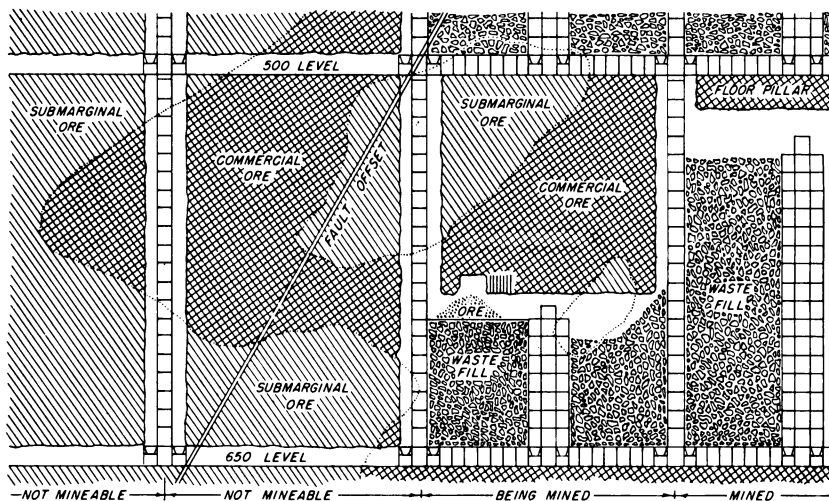 500 LEVEL
SUBMARGINAL
ORE
COMMERCIAL
ORE
FAULT OFFSET
SUBMARGINAL
ORE
COMMERCIAL
ORE
FLOOR PILLAR
WASTE
FILL
ORE
WASTE
FILL
SUBMARGINAL
ORE
650 LEVEL
NOT MINEABLE
NOT MINEABLE
BEING MINED
MINED